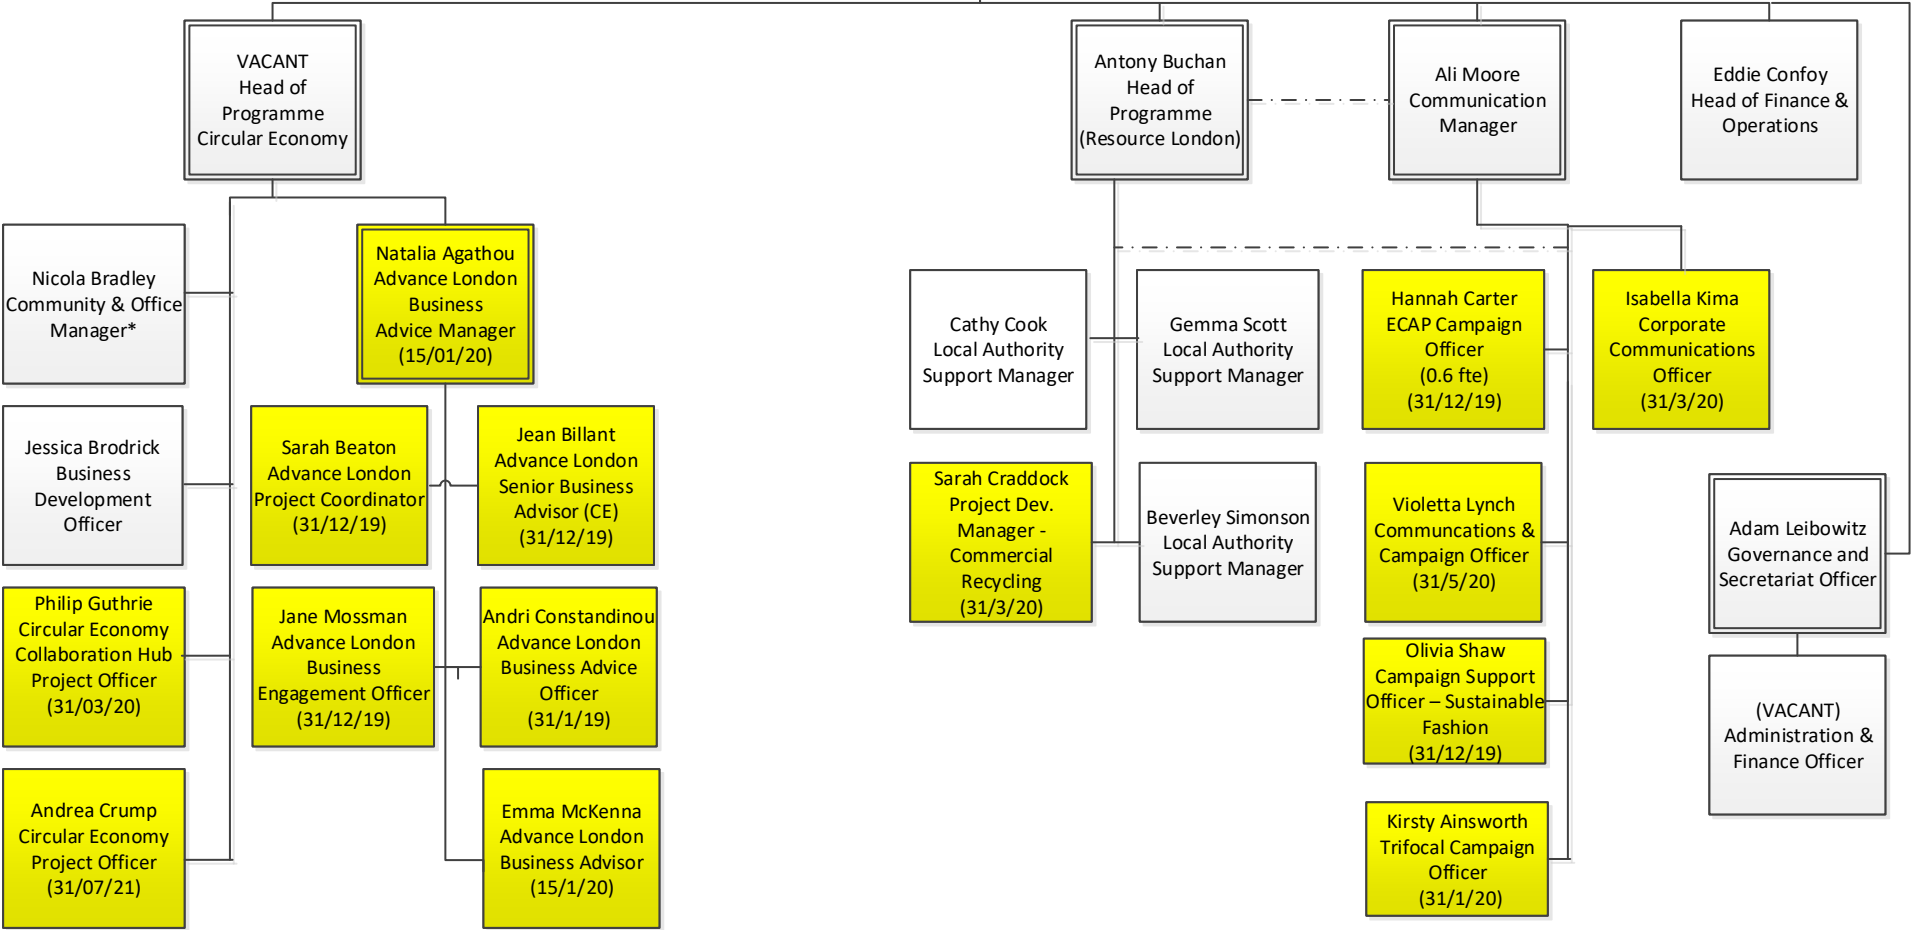 VACANT
Head of
Programme
Circular Economy
Antony Buchan
Head of
Programme
(Resource London)
Ali Moore
Communication
Manager
Eddie Confoy
Head of Finance &
Operations
Nicola Bradley
Community & Office
Manager*
Natalia Agathou
Advance London
Business
Advice Manager
(15/01/20)
Cathy Cook
Local Authority
Support Manager
Gemma Scott
Local Authority
Support Manager
Hannah Carter
ECAP Campaign
Officer
(0.6 fte)
(31/12/19)
Isabella Kima
Corporate
Communications
Officer
(31/3/20)
Jessica Brodrick
Business
Development
Officer
Sarah Beaton
Advance London
Project Coordinator
(31/12/19)
Jean Billant
Advance London
Senior Business
Advisor (CE)
(31/12/19)
Sarah Craddock
Project Dev.
Manager -
Commercial
Recycling
(31/3/20)
Beverley Simonson
Local Authority
Support Manager
Violetta Lynch
Communcations &
Campaign Officer
(31/5/20)
Adam Leibowitz
Governance and
Secretariat Officer
Philip Guthrie
Circular Economy
Collaboration Hub
Project Officer
(31/03/20)
Jane Mossman
Advance London
Business
Engagement Officer
(31/12/19)
Andri Constandinou
Advance London
Business Advice
Officer
(31/1/19)
Olivia Shaw
Campaign Support
Officer – Sustainable
Fashion
(31/12/19)
(VACANT)
Administration &
Finance Officer
Andrea Crump
Circular Economy
Project Officer
(31/07/21)
Emma McKenna
Advance London
Business Advisor
(15/1/20)
Kirsty Ainsworth
Trifocal Campaign
Officer
(31/1/20)